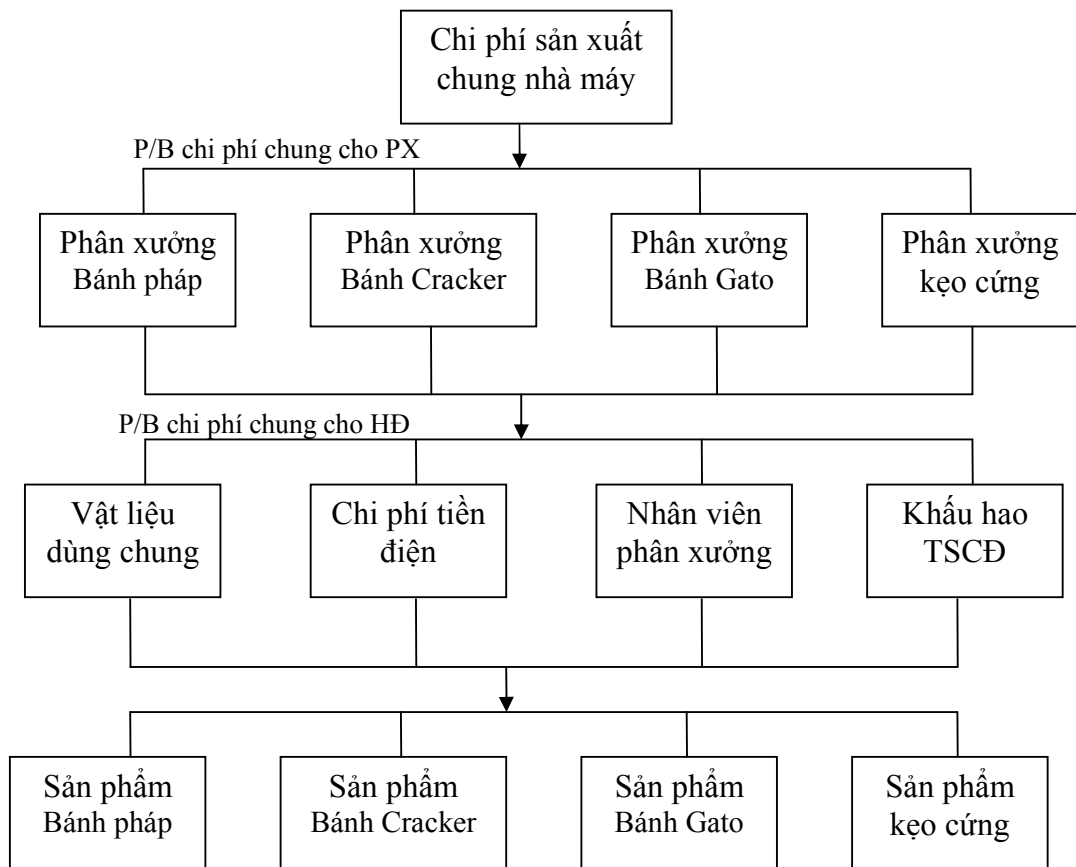 Chi phí sản xuất
chung nhà máy
P/B chi phí chung cho PX
Phân xưởng
Bánh pháp
Phân xưởng
Bánh Cracker
Phân xưởng
Bánh Gato
Phân xưởng
kẹo cứng
P/B chi phí chung cho HĐ
Vật liệu
dùng chung
Chi phí tiền
điện
Nhân viên
phân xưởng
Khấu hao
TSCĐ
Sản phẩm
Bánh pháp
Sản phẩm
Bánh Cracker
Sản phẩm
Bánh Gato
Sản phẩm
kẹo cứng